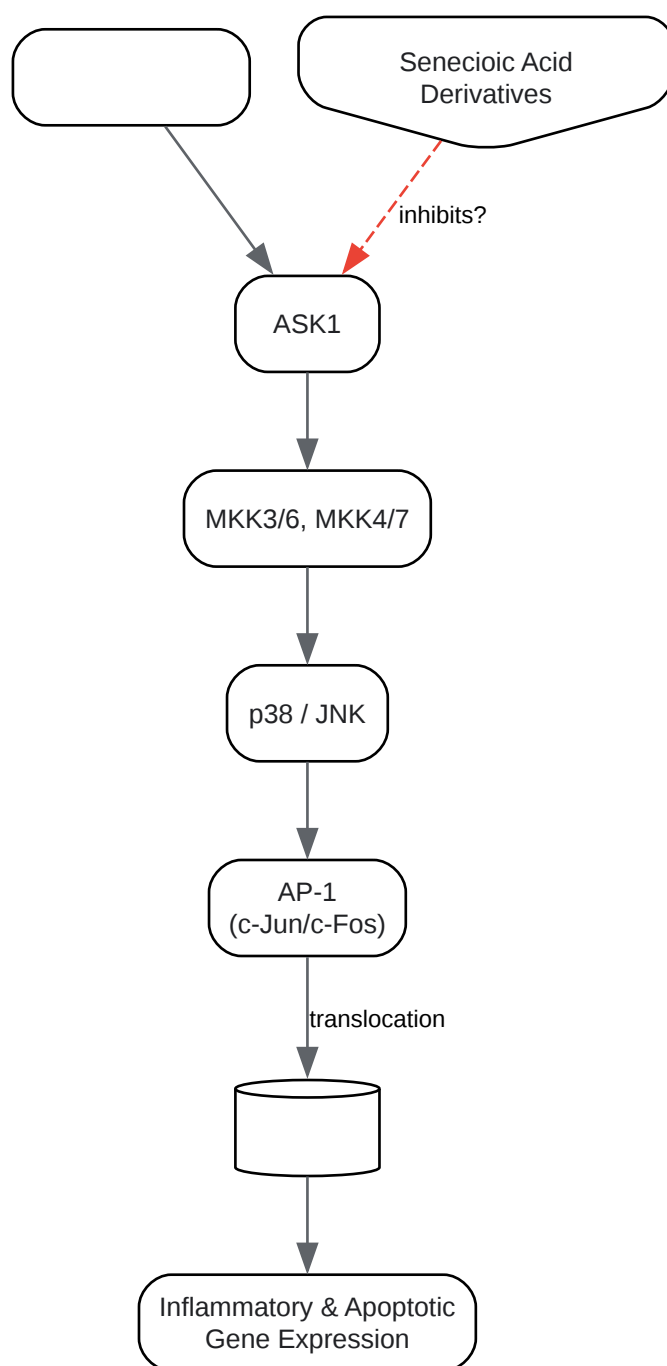 Senecioic Acid
Derivatives
inhibits?
ASK1
MKK3/6, MKK4/7
p38 / JNK
AP-1
(c-Jun/c-Fos)
translocation
Inflammatory & Apoptotic
Gene Expression